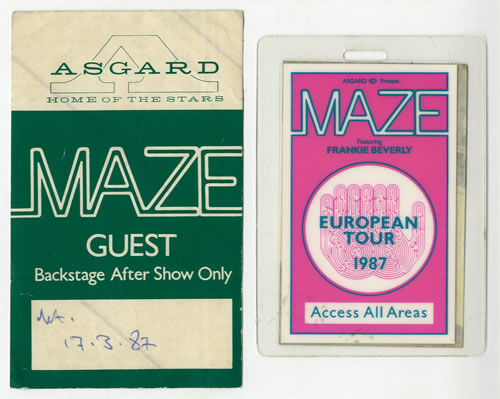 ASGARD
HOME OF THE STARS
MAZE
GUEST
Backstage After Show Only
17.3.87
ASGARD Present
MAZE
Featuring
FRANKIE BEVERLY
EUROPEAN
TOUR
1987
Access All Areas